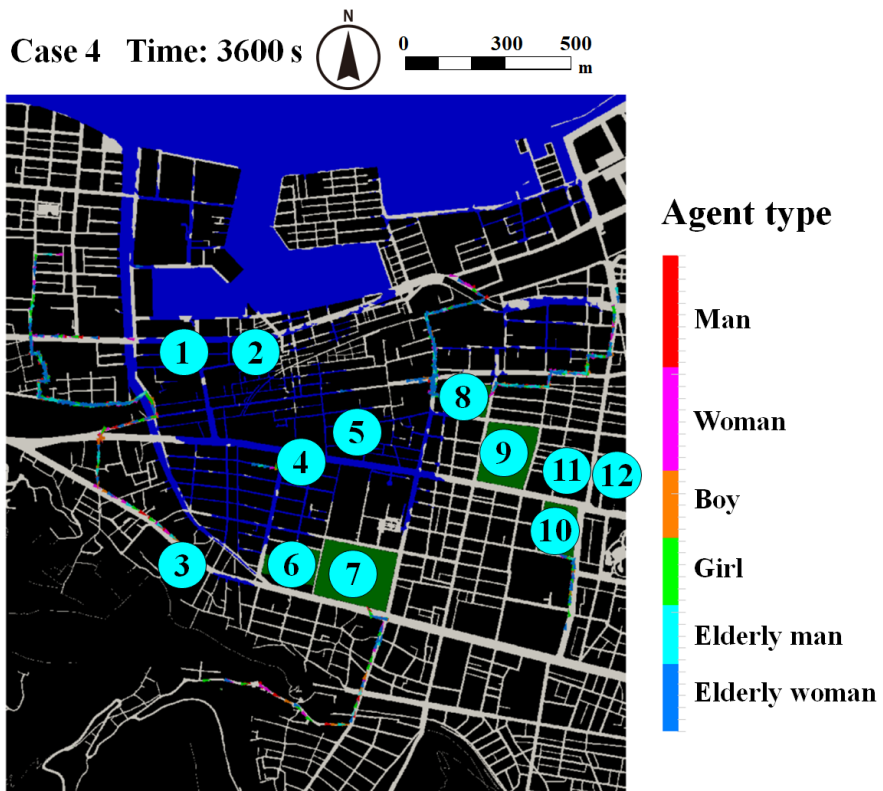 N
Case 4 Time: 3600 s
0 300 500
m
Agent type
Man
Woman
Boy
Girl
Elderly man
Elderly woman
1 2
8
5
9
4
11 12
10
3 6 7